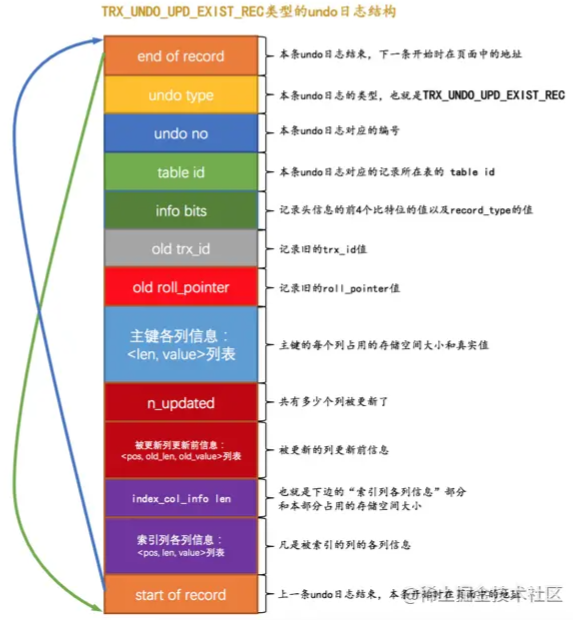 TRX_UNDO_UPD_EXIST_REC类型的undo日志结构
end of record
本条undo日志结束，下一条开始时在页面中的地址
undo type
本条undo日志的类型，也就是TRX_UNDO_UPD_EXIST_REC
undo no
本条undo日志对应的编号
table id
本条undo日志对应的记录所在表的 table id
info bits
记录头信息的前4个比特位的值以及record_type的值
old trx_id
记录旧的trx_id值
old roll_pointer
记录旧的roll_pointer值
主键各列信息：
<len, value>列表
主键的每个列占用的存储空间大小和真实值
n_updated
共有多少个列被更新了
被更新列更新前信息：
<pos, old_len, old_value>列表
被更新的列更新前信息
index_col_info len
也就是下边的“索引列各列信息”部分
和本部分占用的存储空间大小
索引列各列信息：
<pos, len, value>列表
凡是被索引的列的各列信息
start of record
上一条undo日志结束，本条开始时在页面中的地址
@稀土掘金技术社区